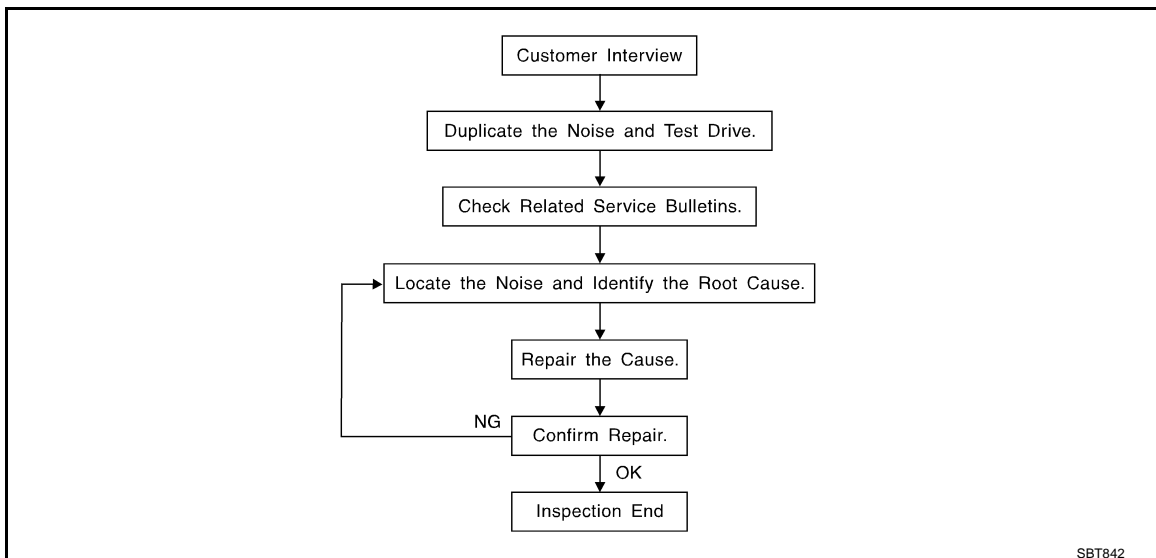 Customer Interview
Duplicate the Noise and Test Drive.
Check Related Service Bulletins.
Locate the Noise and Identify the Root Cause.
Repair the Cause.
NG
Confirm Repair.
OK
Inspection End
SBT842